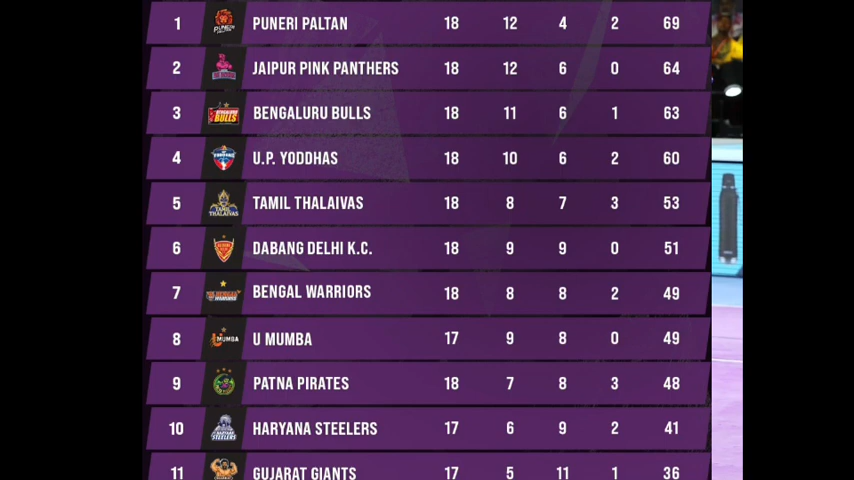 1 PUNERI PALTAN 18 12 4 2 69
2 JAIPUR PINK PANTHERS 18 12 6 0 64
3 BENGALURU BULLS 18 11 6 1 63
4 U.P. YODDHAS 18 10 6 2 60
5 TAMIL THALAIVAS 18 8 7 3 53
6 DABANG DELHI K.C. 18 9 9 0 51
7 BENGAL WARRIORS 18 8 8 2 49
8 U MUMBA 17 9 8 0 49
9 PATNA PIRATES 18 7 8 3 48
10 HARYANA STEELERS 17 6 9 2 41
11 GUJARAT GIANTS 17 5 11 1 36